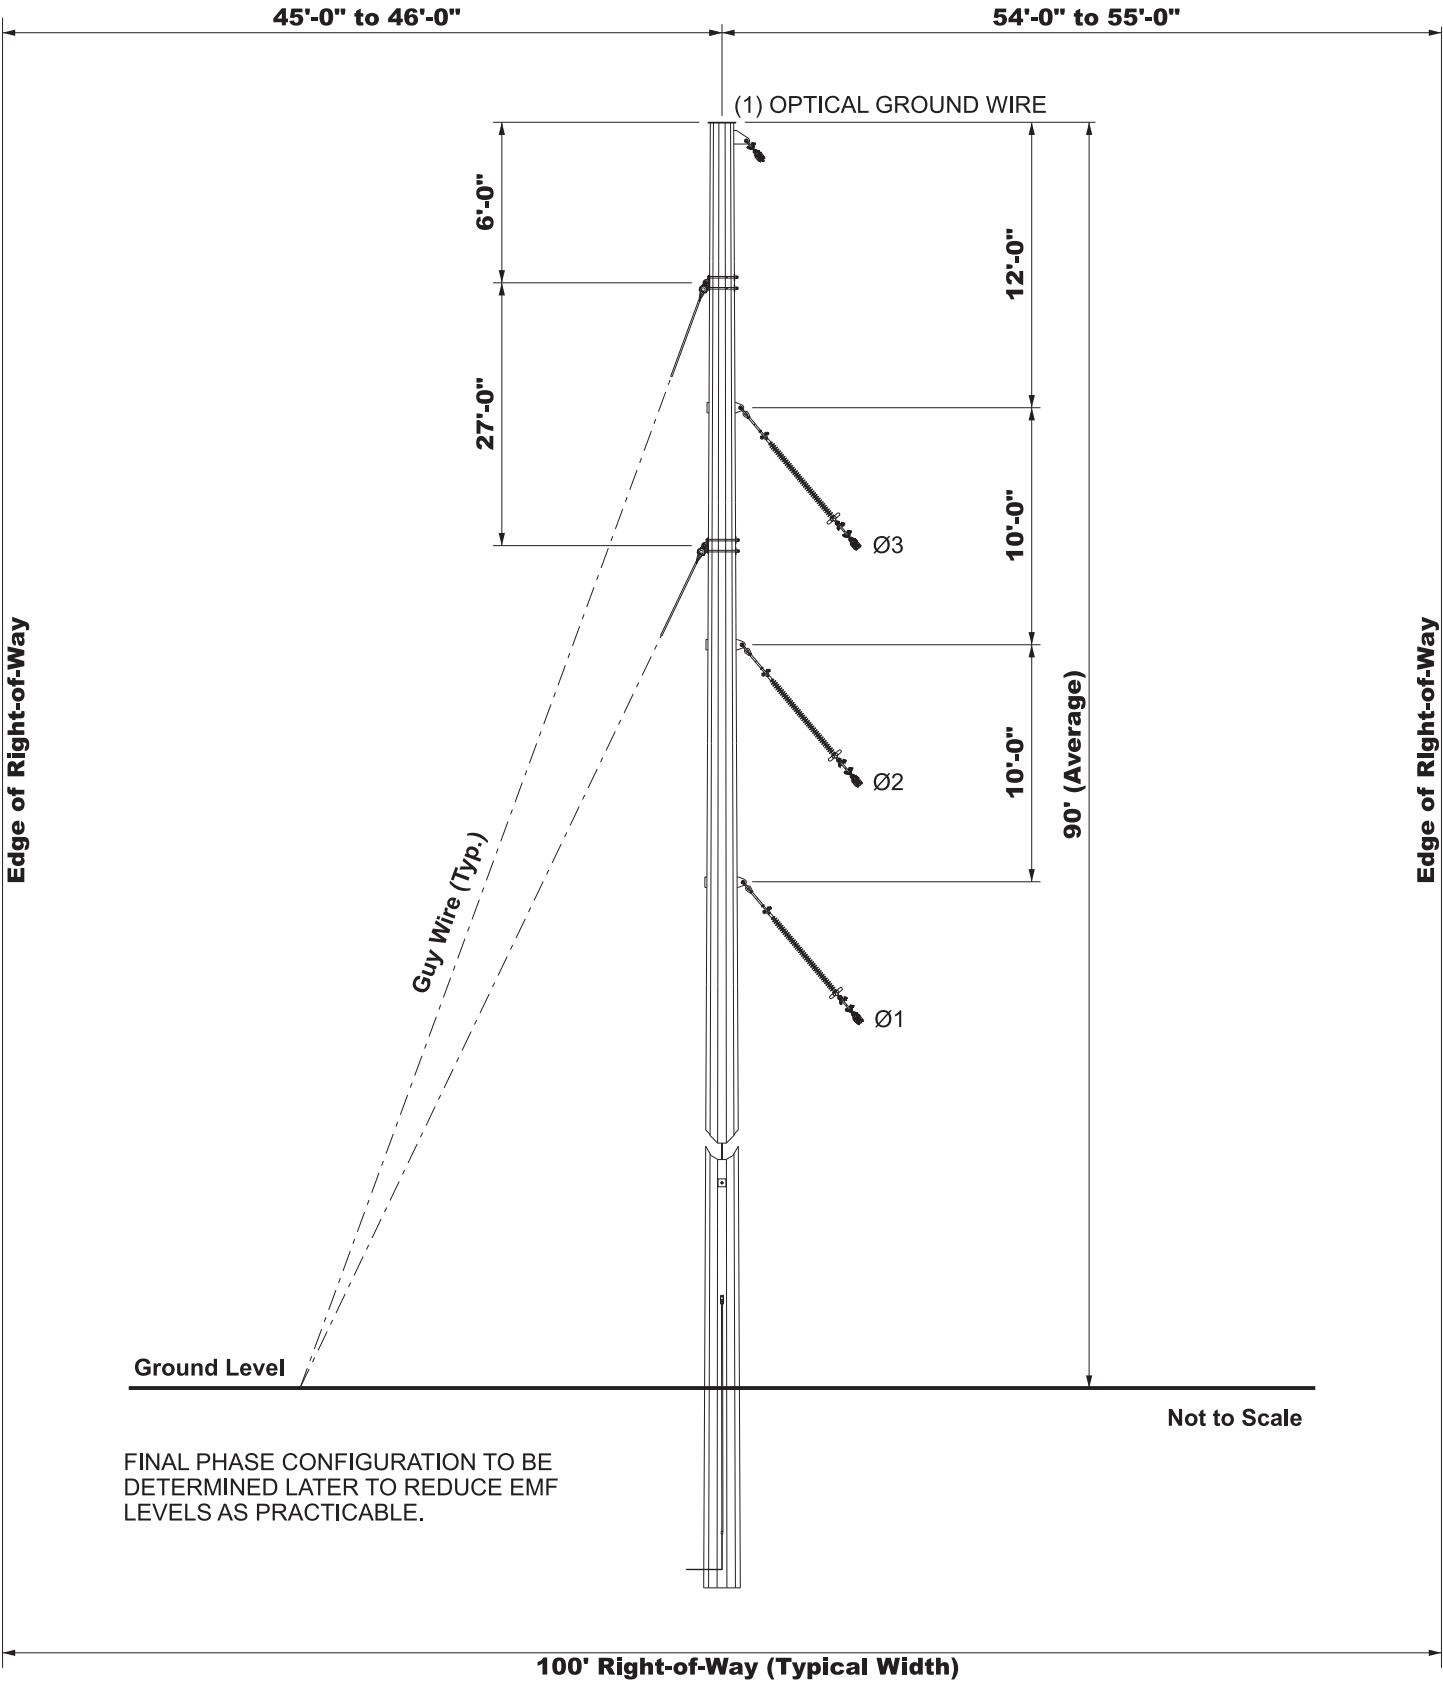 45'-0" to 46'-0"
54'-0" to 55'-0"
(1) OPTICAL GROUND WIRE
6'-0"
12'-0"
27'-0"
10'-0"
Ø3
Edge of Right-of-Way
Edge of Right-of-Way
90' (Average)
10'-0"
Ø2
Guy Wire (Typ.)
Ø1
Ground Level
Not to Scale
FINAL PHASE CONFIGURATION TO BE
DETERMINED LATER TO REDUCE EMF
LEVELS AS PRACTICABLE.
100' Right-of-Way (Typical Width)